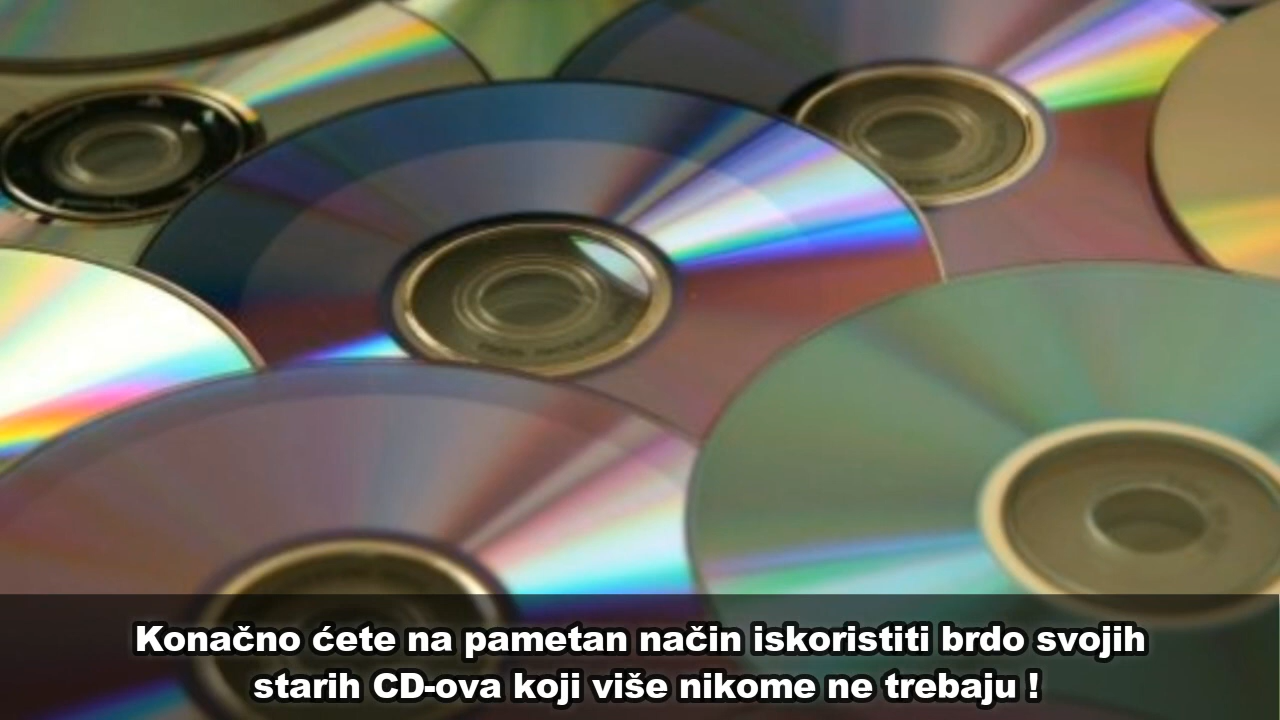 Konačno ćete na pametan način iskoristiti brdo svojih
starih CD-ova koji više nikome ne trebaju !